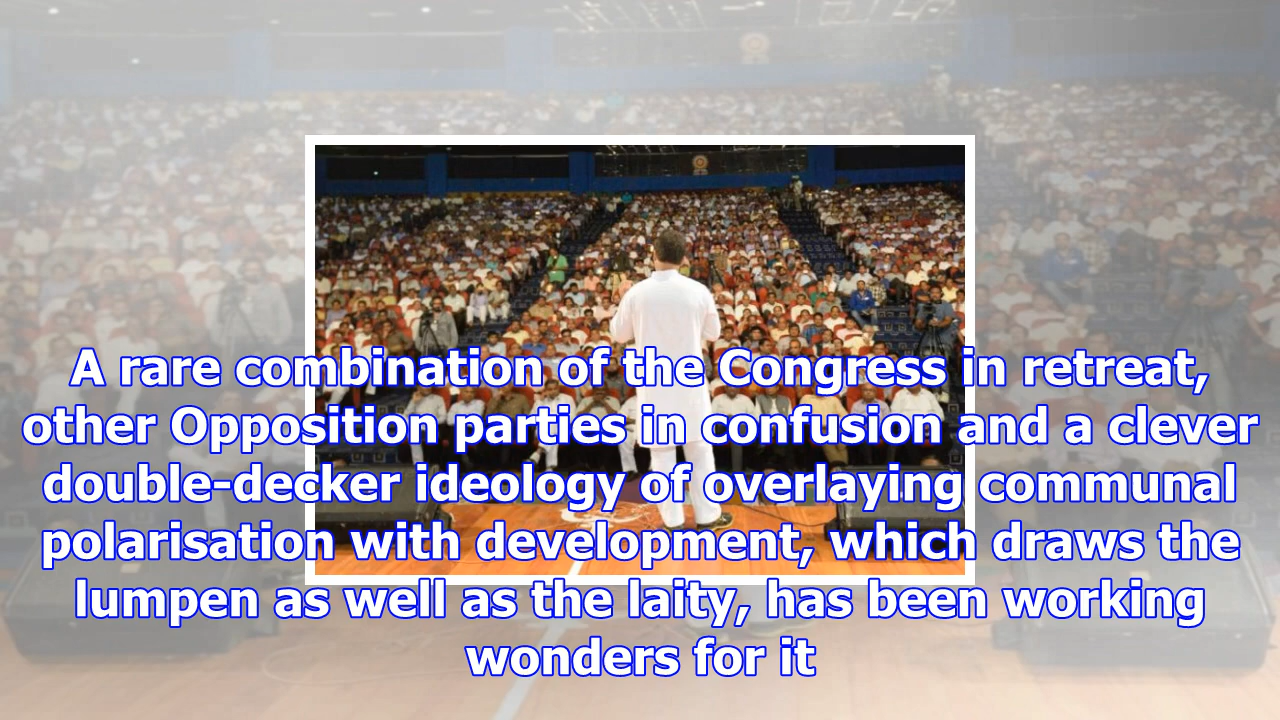 A rare combination of the Congress in retreat,
other Opposition parties in confusion and a clever
double-decker ideology of overlaying communal
polarisation with development, which draws the
lumpen as well as the laity, has been working
wonders for it